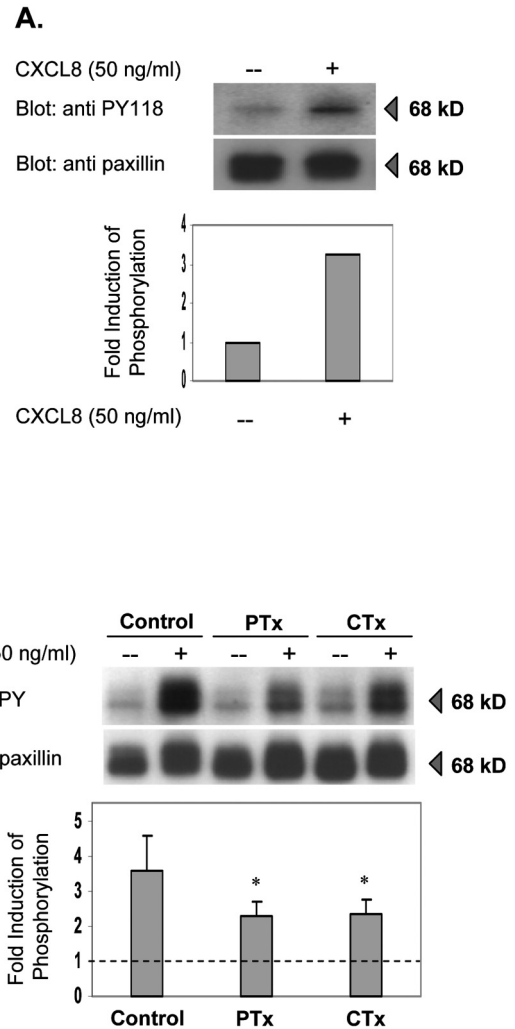 A.
CXCL8 (50 ng/ml) -- +
Blot: anti PY118 68 kD
Blot: anti paxillin 68 kD
Fold Induction of
Phosphorylation
4
3
2
1
0
CXCL8 (50 ng/ml) -- +
Control PTx CTx
0 ng/ml) -- + -- + -- +
PY 68 kD
paxillin 68 kD
Fold Induction of
Phosphorylation
5
4
3
2
1
0
* *
Control PTx CTx